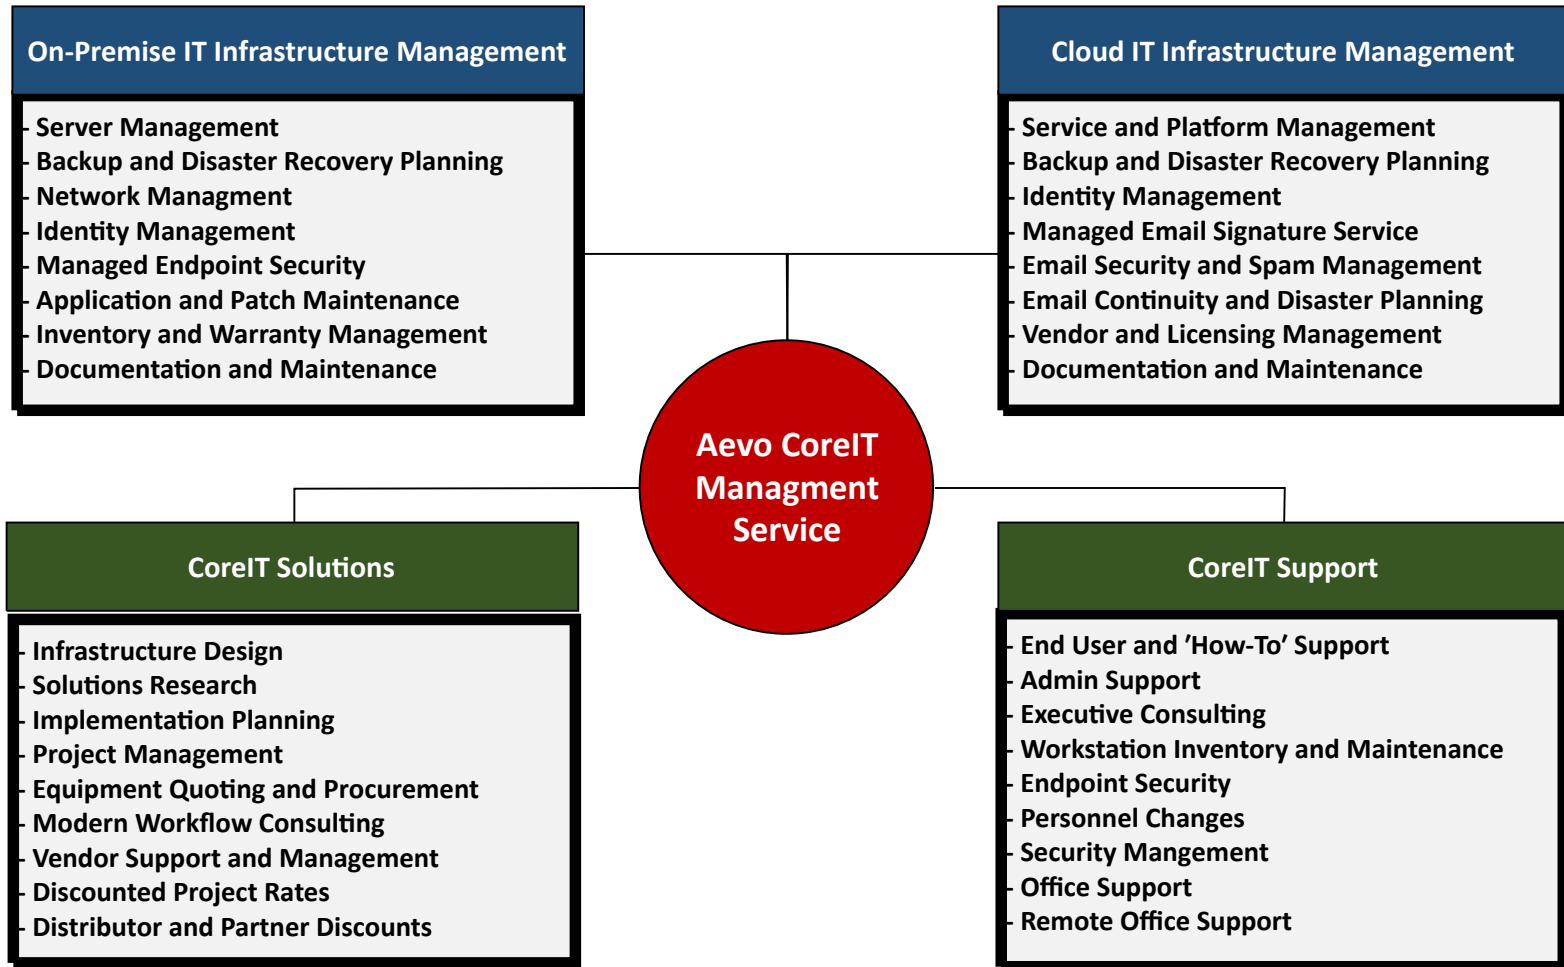 On-Premise IT Infrastructure Management
- Server Management
- Backup and Disaster Recovery Planning
- Network Managment
- Identity Management
- Managed Endpoint Security
- Application and Patch Maintenance
- Inventory and Warranty Management
- Documentation and Maintenance
Cloud IT Infrastructure Management
- Service and Platform Management
- Backup and Disaster Recovery Planning
- Identity Management
- Managed Email Signature Service
- Email Security and Spam Management
- Email Continuity and Disaster Planning
- Vendor and Licensing Management
- Documentation and Maintenance
Aevo CoreIT
Managment
Service
CoreIT Solutions
- Infrastructure Design
- Solutions Research
- Implementation Planning
- Project Management
- Equipment Quoting and Procurement
- Modern Workflow Consulting
- Vendor Support and Management
- Discounted Project Rates
- Distributor and Partner Discounts
CoreIT Support
- End User and ′How-To′ Support
- Admin Support
- Executive Consulting
- Workstation Inventory and Maintenance
- Endpoint Security
- Personnel Changes
- Security Mangement
- Office Support
- Remote Office Support